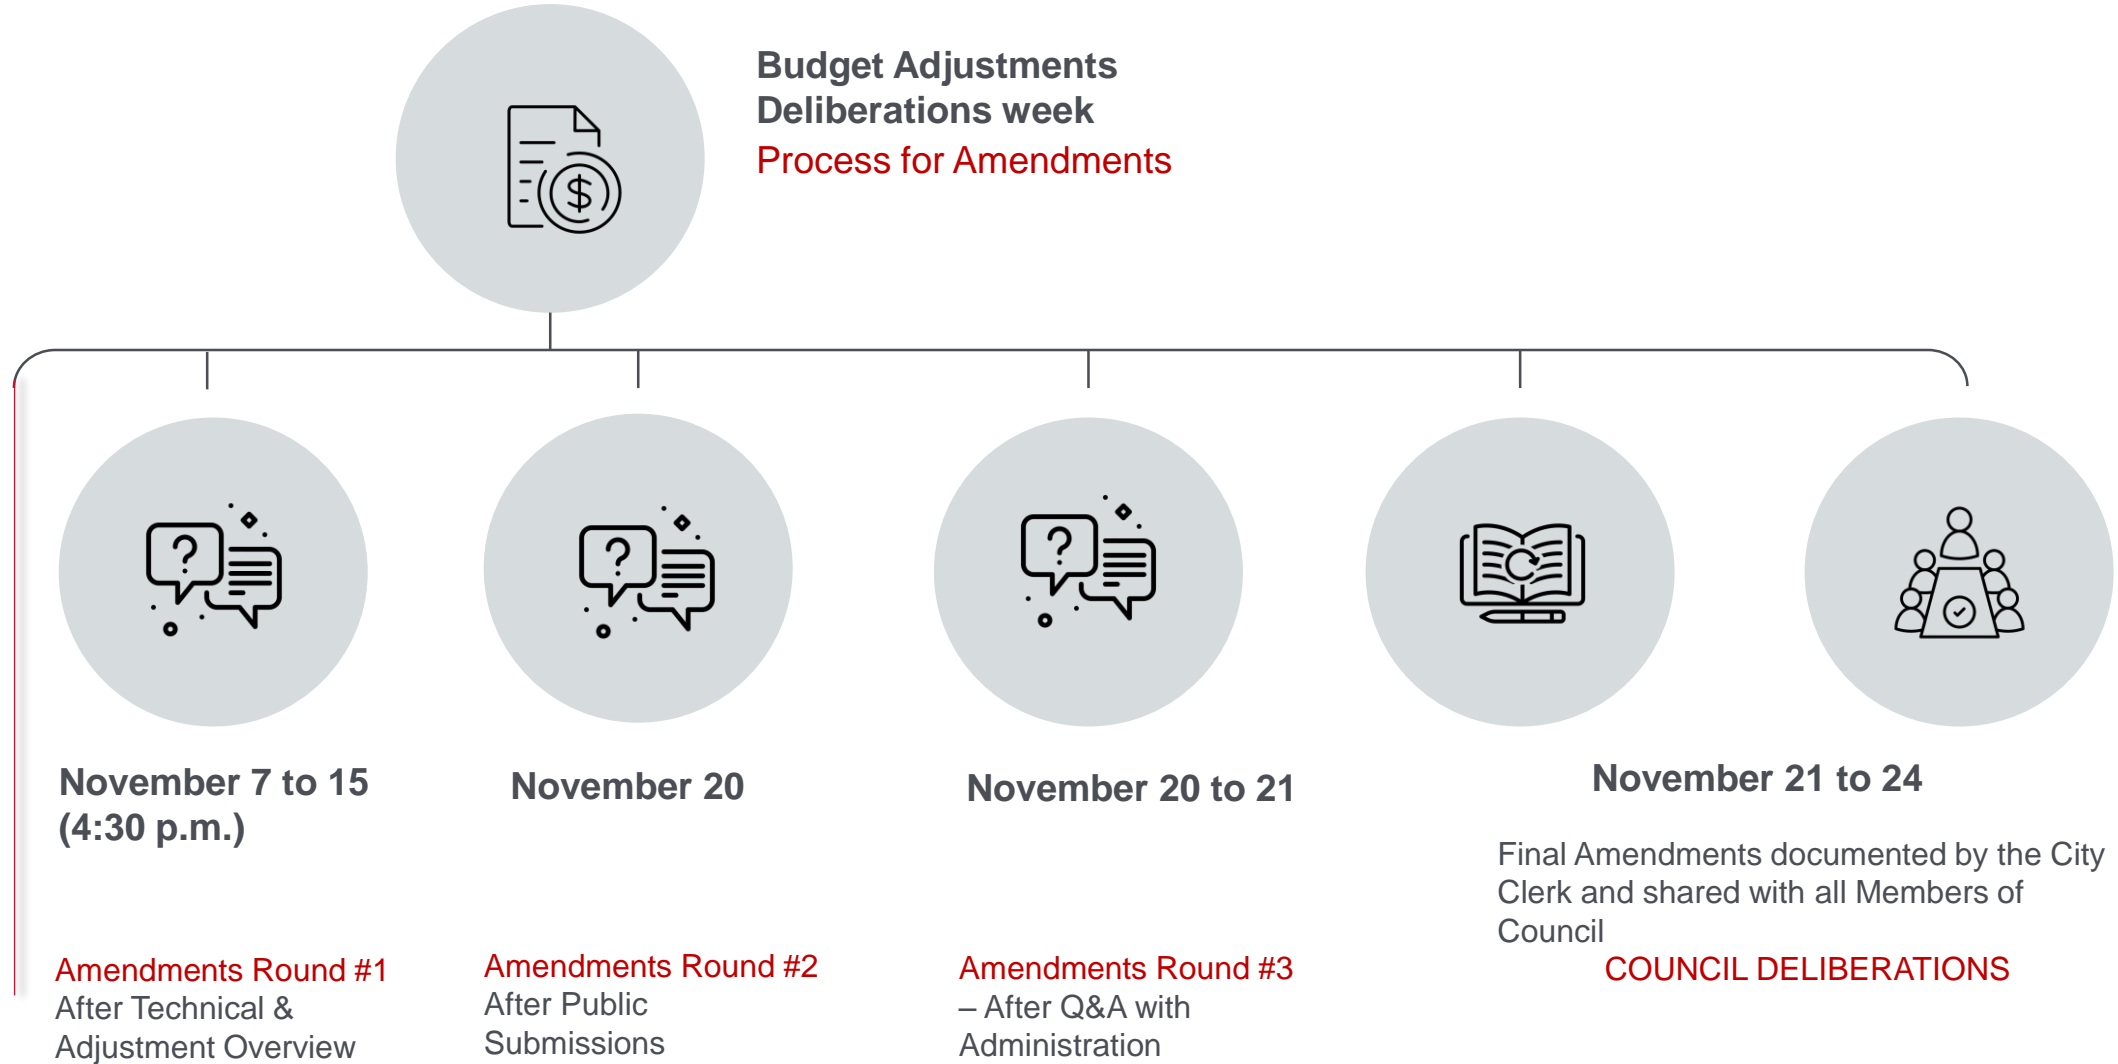 Budget Adjustments
Deliberations week
Process for Amendments
$
?
?
?
November 7 to 15
(4:30 p.m.)
Amendments Round #1
After Technical &
Adjustment Overview
November 20
Amendments Round #2
After Public
Submissions
November 20 to 21
Amendments Round #3
– After Q&A with
Administration
November 21 to 24
Final Amendments documented by the City
Clerk and shared with all Members of
Council
COUNCIL DELIBERATIONS